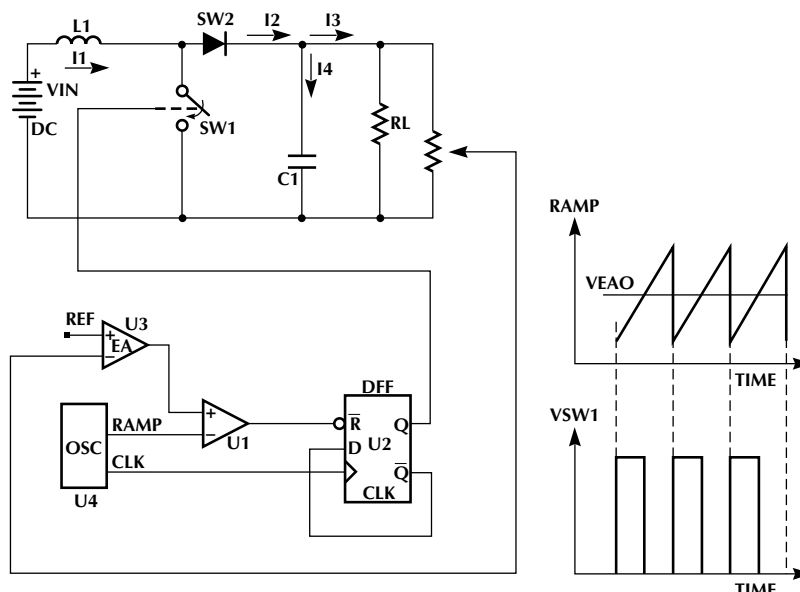 SW2
L1
I2
I3
I1
I4
+
VIN
DC
SW1
RL
C1
RAMP
VEAO
TIME
REF
U3
+
EA
−
DFF
OSC
RAMP
+
−
U1
R
Q
D
U2
CLK
Q
U4
CLK
VSW1
TIME